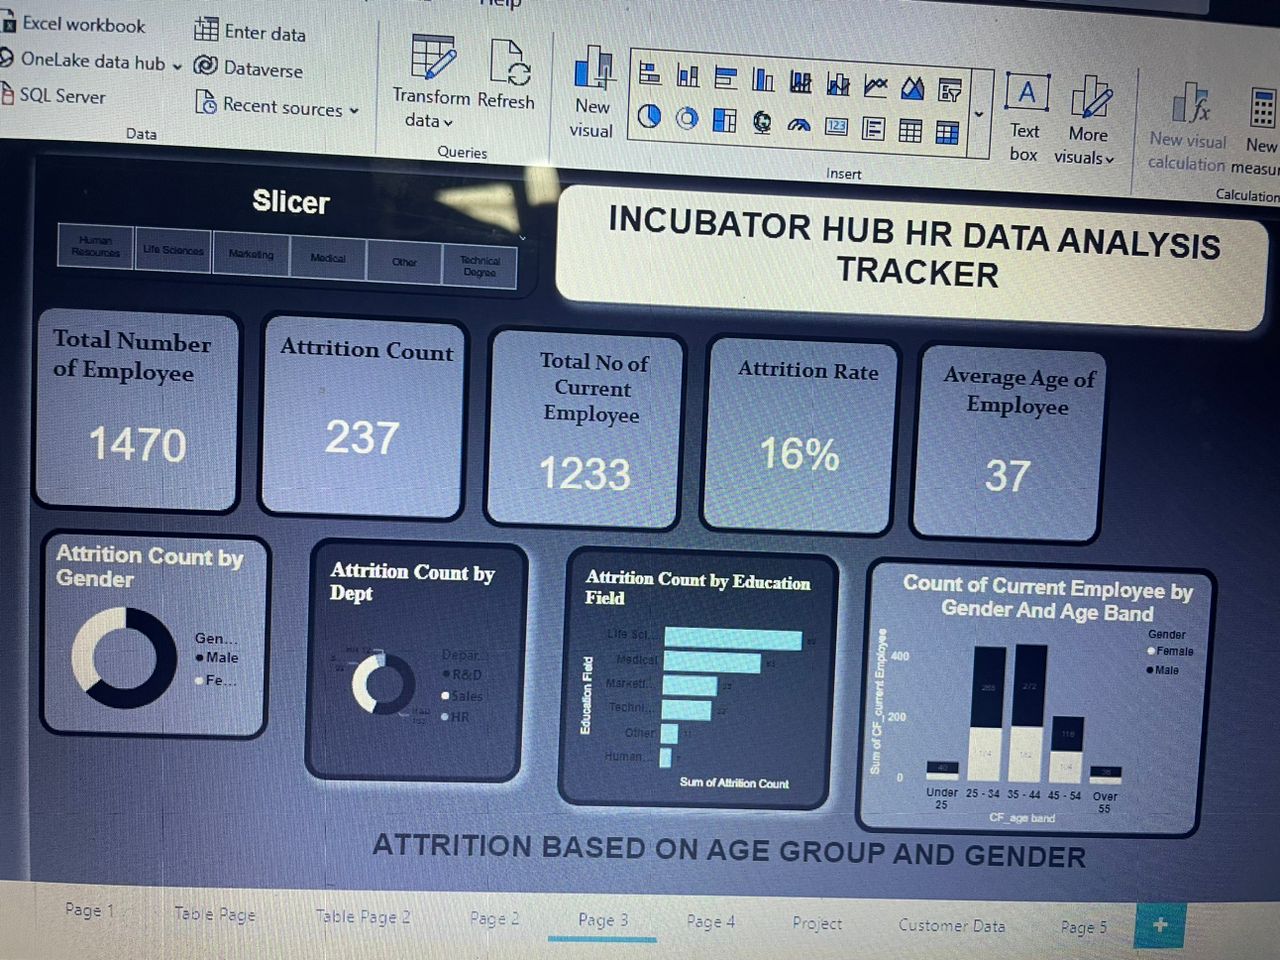 Help
Excel workbook
Enter data
OneLake data hub
Dataverse
SQL Server
Recent sources
Data
Transform
data
Refresh
Queries
New
visual
123
Insert
A
Text
box
More
visuals
fx
New visual
calculation
New
measu
Calculation
Slicer
Human
Resources
Life Sciences
Marketing
Medical
Other
Technical
Degree
INCUBATOR HUB HR DATA ANALYSIS
TRACKER
Total Number
of Employee
1470
Attrition Count
237
Total No of
Current
Employee
1233
Attrition Rate
16%
Average Age of
Employee
37
Attrition Count by
Gender
Gen...
Male
Fe...
Attrition Count by
Dept
Depar...
R&D
Sales
HR
Attrition Count by Education
Field
Education Field
Life Sci...
Medical
Marketi...
Techni...
Other
Human...
Sum of Attrition Count
Count of Current Employee by
Gender And Age Band
Gender
Female
Male
Sum of CF_current Employee
400
200
0
272
118
Under
25
25 - 34
35 - 44
45 - 54
Over
55
CF_age band
ATTRITION BASED ON AGE GROUP AND GENDER
Page 1
Table Page
Table Page 2
Page 2
Page 3
Page 4
Project
Customer Data
Page 5
+